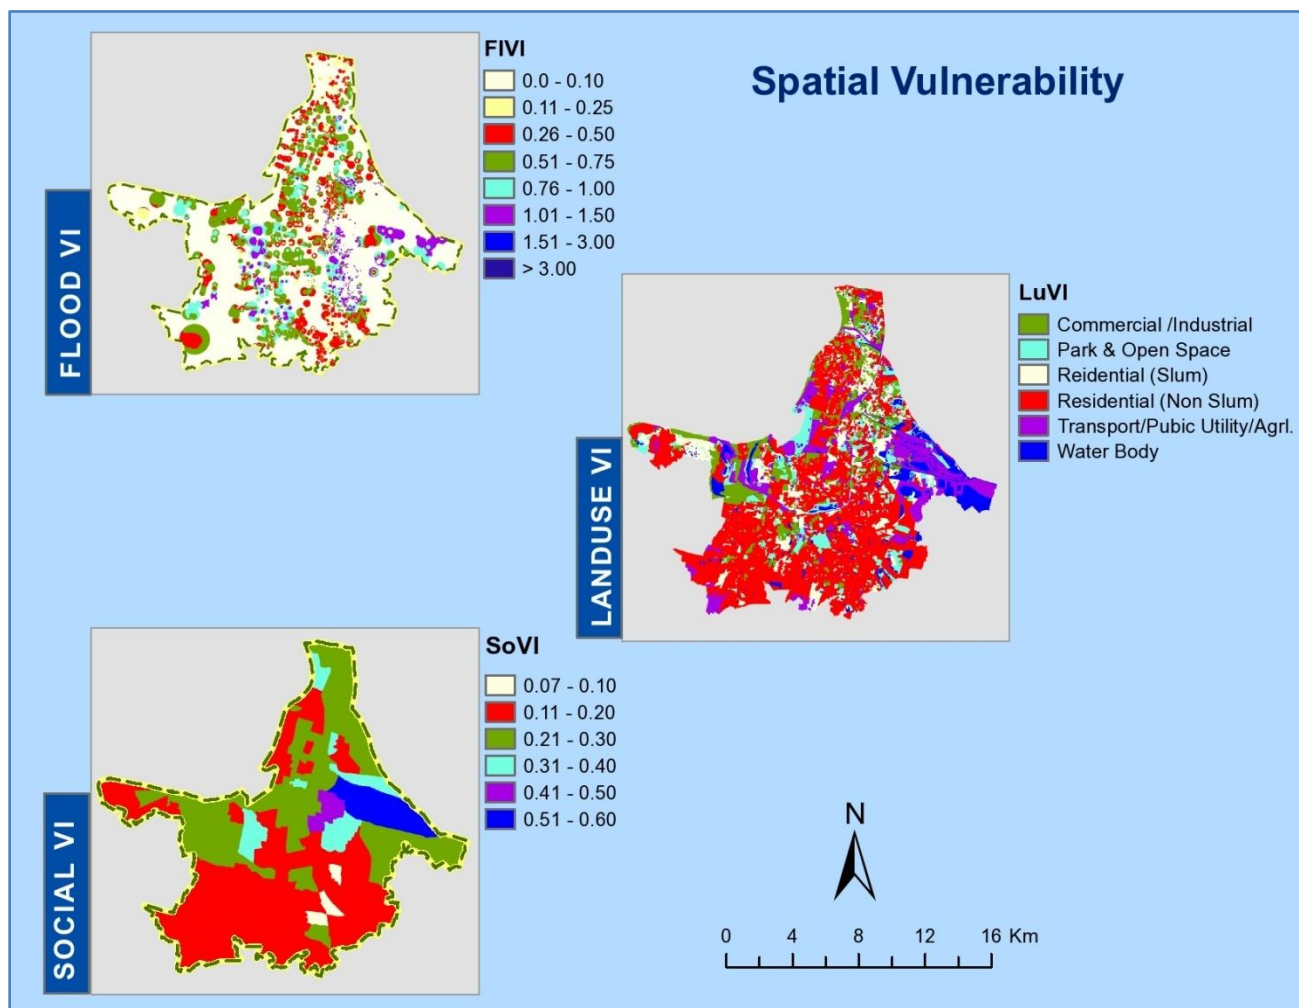 Spatial Vulnerability
FLOOD VI
FlVI
0.0 - 0.10
0.11 - 0.25
0.26 - 0.50
0.51 - 0.75
0.76 - 1.00
1.01 - 1.50
1.51 - 3.00
> 3.00
LANDUSE VI
LuVI
Commercial /Industrial
Park & Open Space
Reidential (Slum)
Residential (Non Slum)
Transport/Pubic Utility/Agrl.
Water Body
SOCIAL VI
SoVI
0.07 - 0.10
0.11 - 0.20
0.21 - 0.30
0.31 - 0.40
0.41 - 0.50
0.51 - 0.60
N
0 4 8 12 16 Km